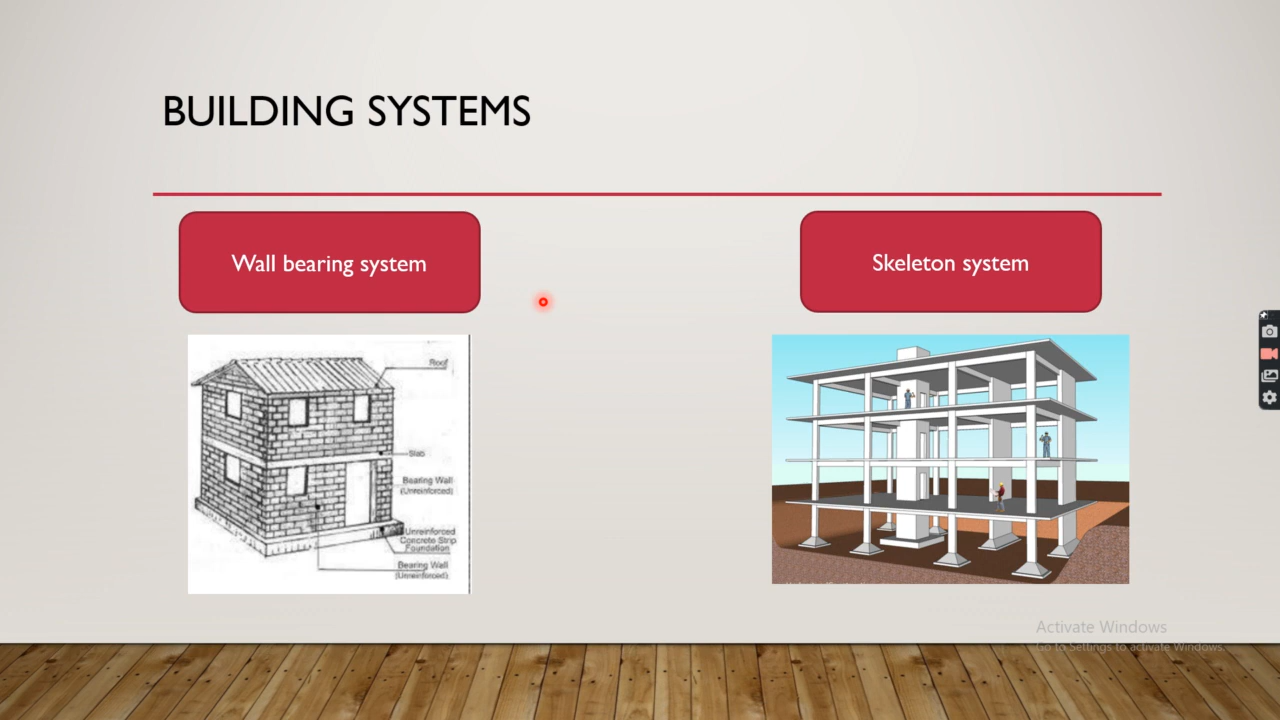 BUILDING SYSTEMS
Wall bearing system
Skeleton system
Roof
Slab
Bearing Wall
(Unreinforced)
Unreinforced
Concrete Strip
Foundation
Bearing Wall
(Unreinforced)
Activate Windows
Go to Settings to activate Windows.